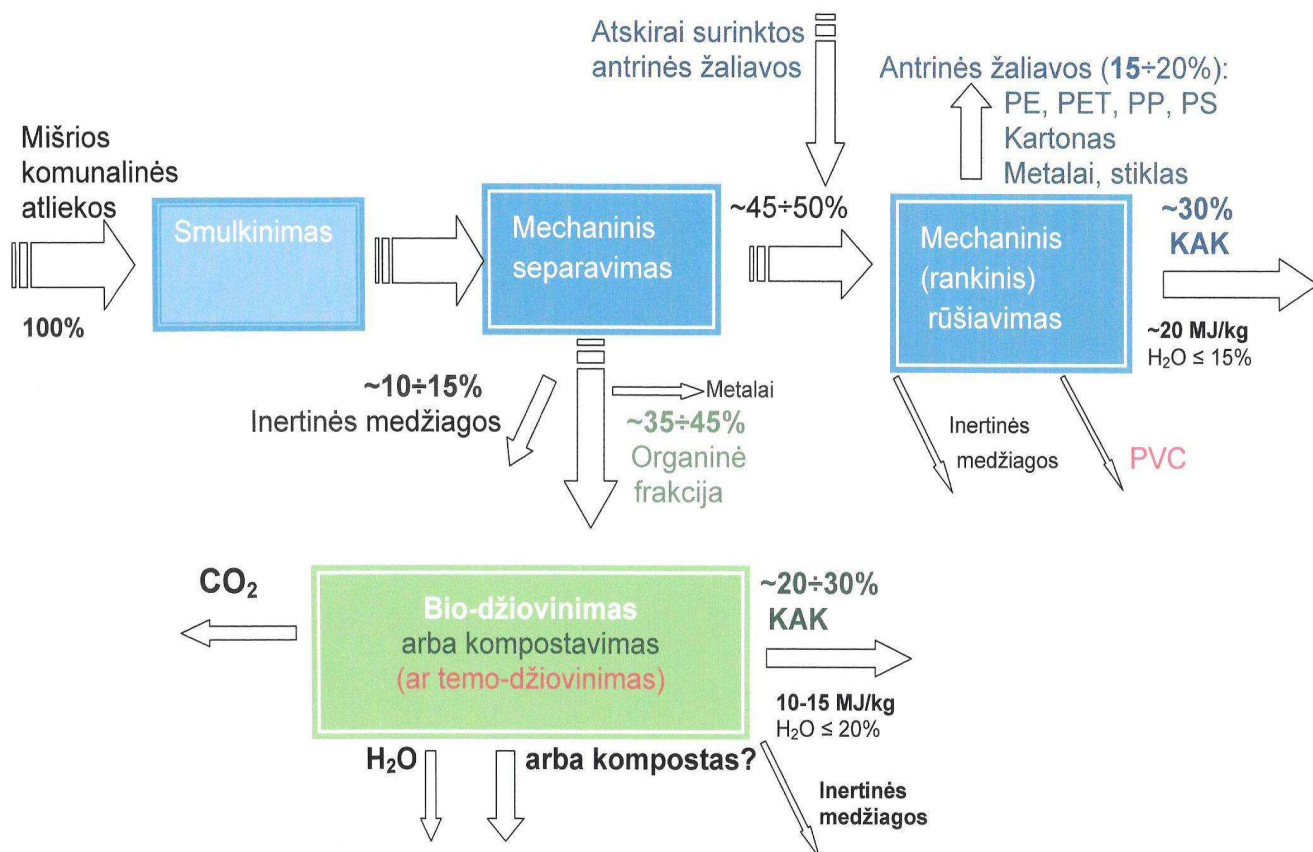 Atskirai surinktos
antrinės žaliavos
Antrinės žaliavos (15÷20%):
PE, PET, PP, PS
Kartonas
Metalai, stiklas
Mišrios
komunalinės
atliekos
100%
Smulkinimas
Mechaninis
separavimas
~45÷50%
Mechaninis
(rankinis)
rūšiavimas
~30%
KAK
~20 MJ/kg
H₂O ≤ 15%
~10÷15%
Inertinės medžiagos
Metalai
~35÷45%
Organinė
frakcija
Inertinės
medžiagos
PVC
CO₂
Bio-džiovinimas
arba kompostavimas
(ar temo-džiovinimas)
~20÷30%
KAK
10-15 MJ/kg
H₂O ≤ 20%
H₂O
arba kompostas?
Inertinės
medžiagos